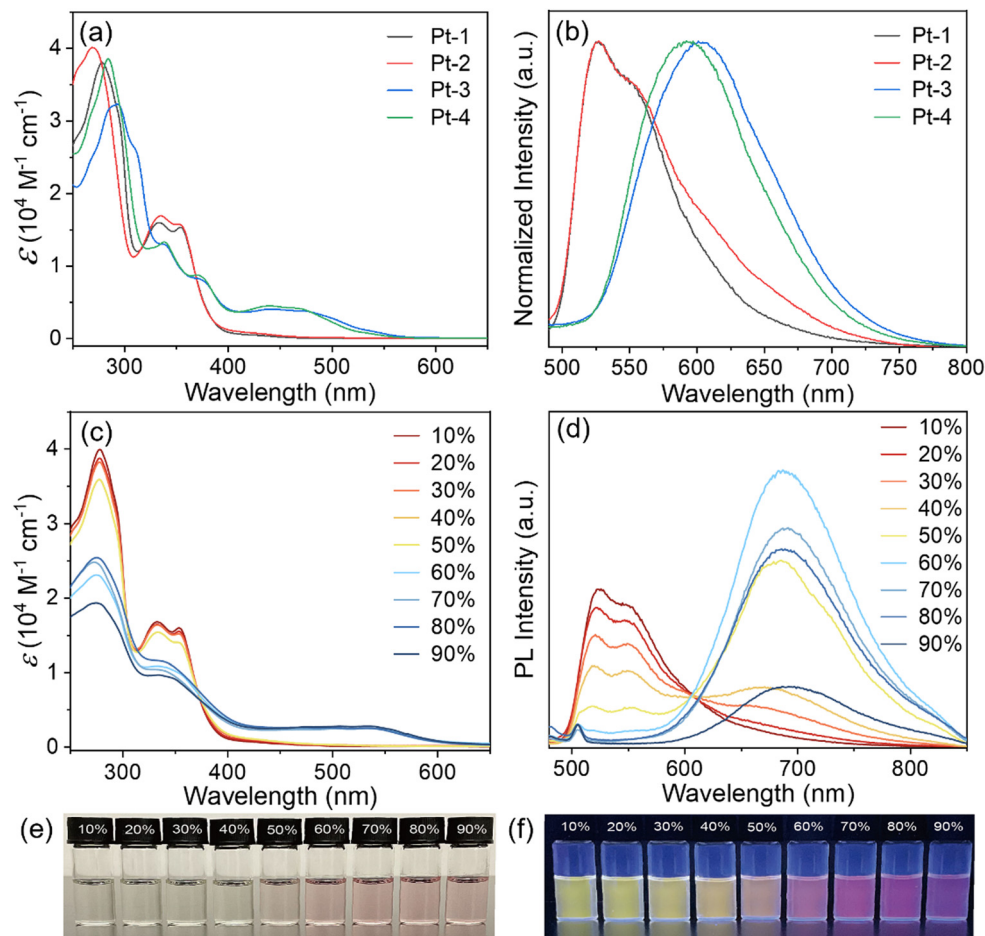 (a)
Pt-1
Pt-2
Pt-3
Pt-4
4
3
2
1
0
ε (10⁴ M⁻¹ cm⁻¹)
300 400 500 600
Wavelength (nm)
(b)
Pt-1
Pt-2
Pt-3
Pt-4
Normalized Intensity (a.u.)
500 550 600 650 700 750 800
Wavelength (nm)
(c)
10%
20%
30%
40%
50%
60%
70%
80%
90%
4
3
2
1
0
ε (10⁴ M⁻¹ cm⁻¹)
300 400 500 600
Wavelength (nm)
(d)
10%
20%
30%
40%
50%
60%
70%
80%
90%
PL Intensity (a.u.)
500 600 700 800
Wavelength (nm)
(e)
10% 20% 30% 40% 50% 60% 70% 80% 90%
(f)
10% 20% 30% 40% 50% 60% 70% 80% 90%